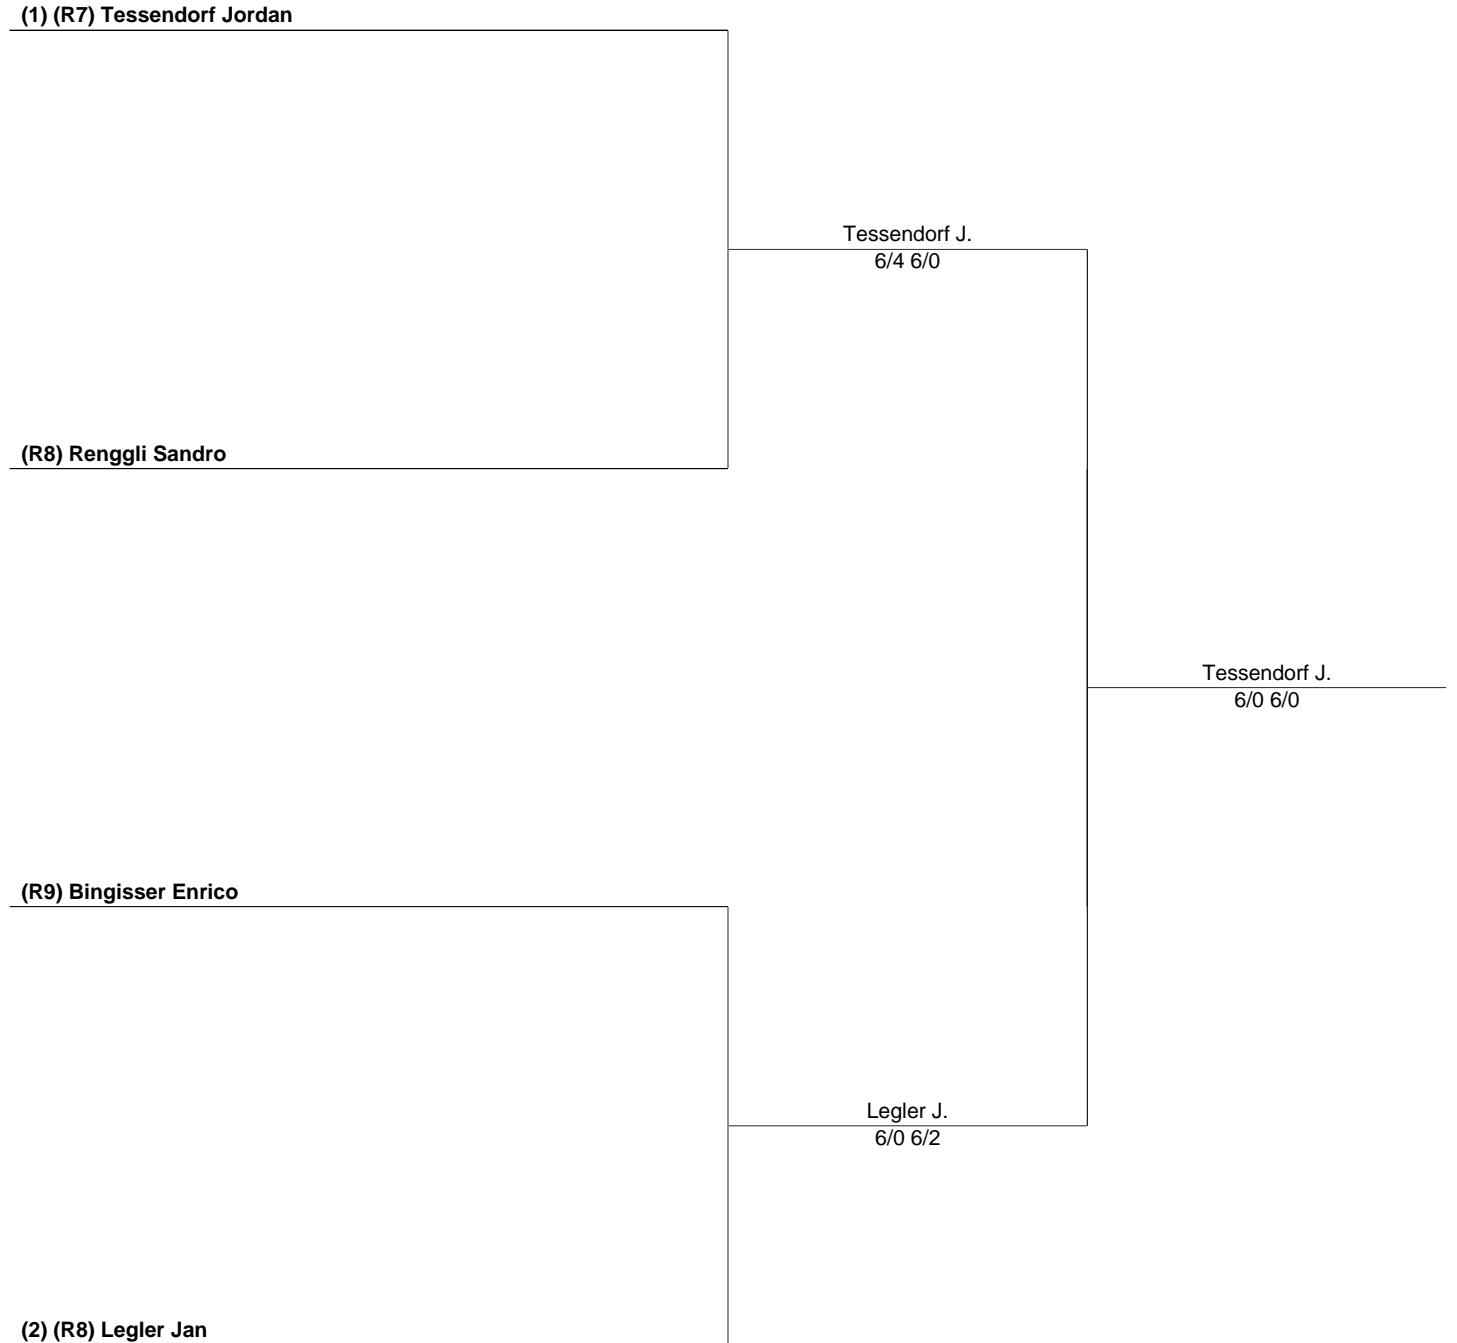 (1) (R7) Tessendorf Jordan
Tessendorf J.
6/4 6/0
(R8) Renggli Sandro
Tessendorf J.
6/0 6/0
(R9) Bingisser Enrico
Legler J.
6/0 6/2
(2) (R8) Legler Jan